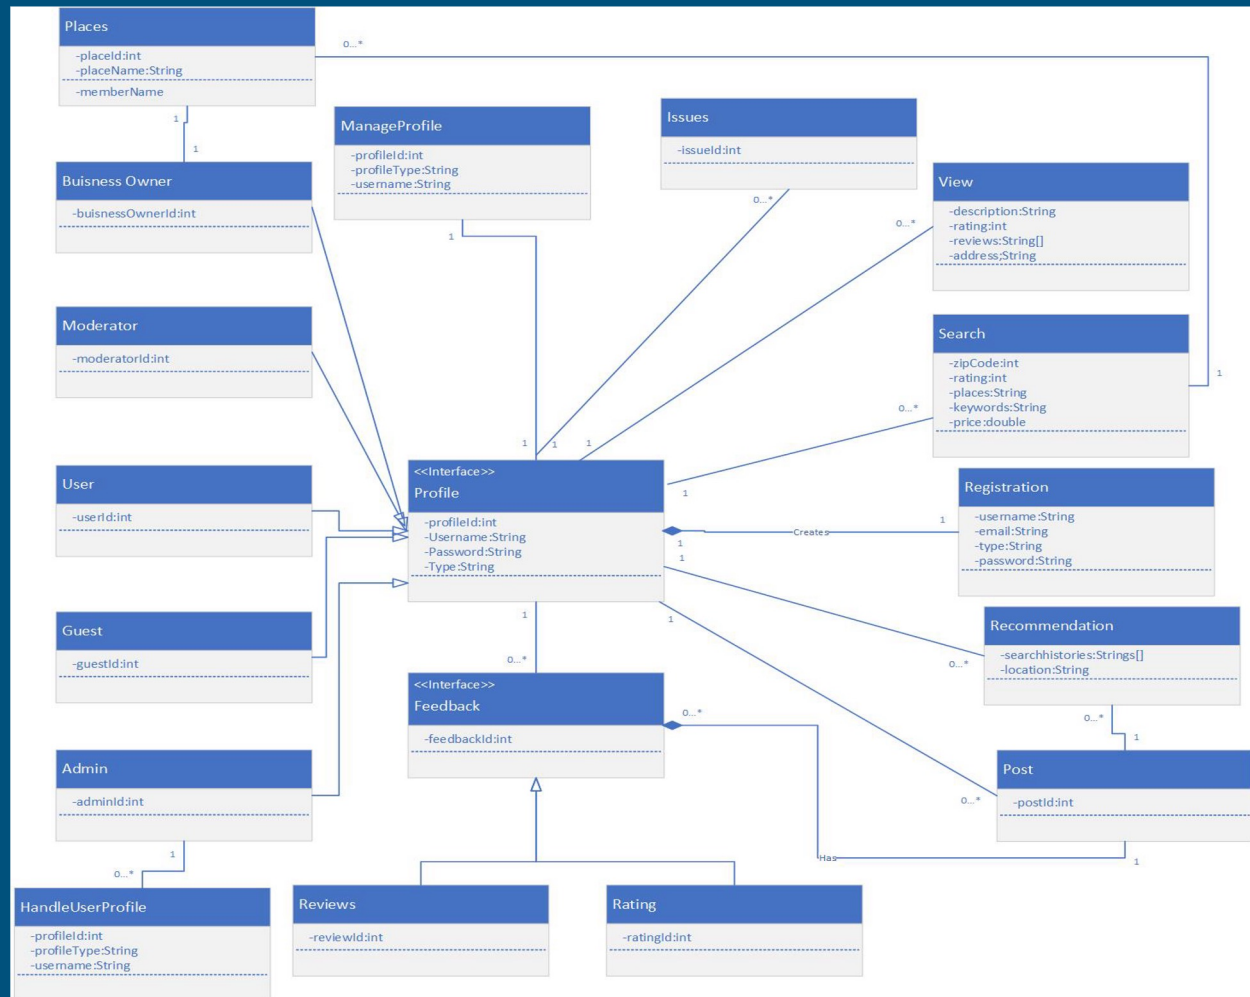 Places
-placeId:int
-placeName:String
-memberName
0...*
1
1
Buisness Owner
-buisnessOwnerId:int
ManageProfile
-profileId:int
-profileType:String
-username:String
1
Issues
-issueId:int
0...*
View
-description:String
-rating:int
-reviews:String[]
-address;String
0...*
Moderator
-moderatorId:int
Search
-zipCode:int
-rating:int
-places:String
-keywords:String
-price:double
1
0...*
User
-userId:int
1
1
1
<<Interface>>
Profile
-profileId:int
-Username:String
-Password:String
-Type:String
1
Registration
-username:String
-email:String
-type:String
-password:String
1
Creates
1
1
Guest
-guestId:int
Recommendation
-searchhistories:Strings[]
-location:String
0...*
1
1
0...*
<<Interface>>
Feedback
-feedbackId:int
0...*
0...*
1
Admin
-adminId:int
Post
-postId:int
0...*
1
0...*
Has
1
HandleUserProfile
-profileId:int
-profileType:String
-username:String
Reviews
-reviewId:int
Rating
-ratingId:int